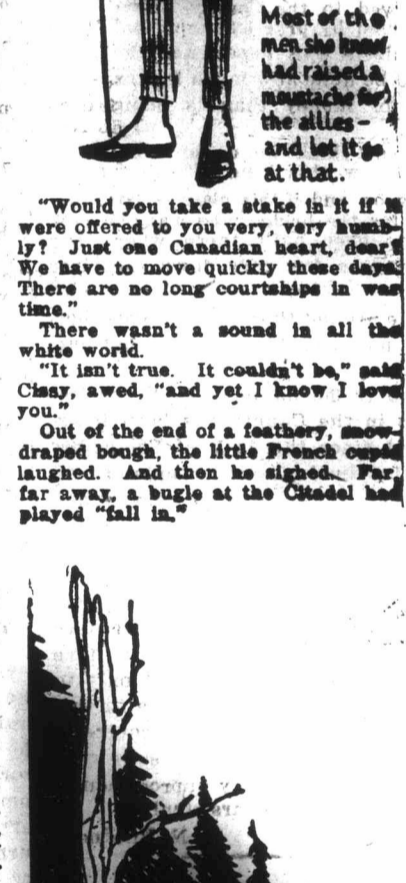 Most of the
men she knew
had raised a
moustache for
the allies –
and let it go
at that.
"Would you take a stake in it if it
were offered to you very, very humb-
ly? Just one Canadian heart, dear?
We have to move quickly these days.
There are no long courtships in war
time."
There wasn't a sound in all the
white world.
"It isn't true. It couldn't be," said
Cissy, awed, "and yet I know I love
you."
Out of the end of a feathery, snow-
draped bough, the little French cupid
laughed. And then he sighed. Far,
far away, a bugle at the Citadel had
played "fall in."